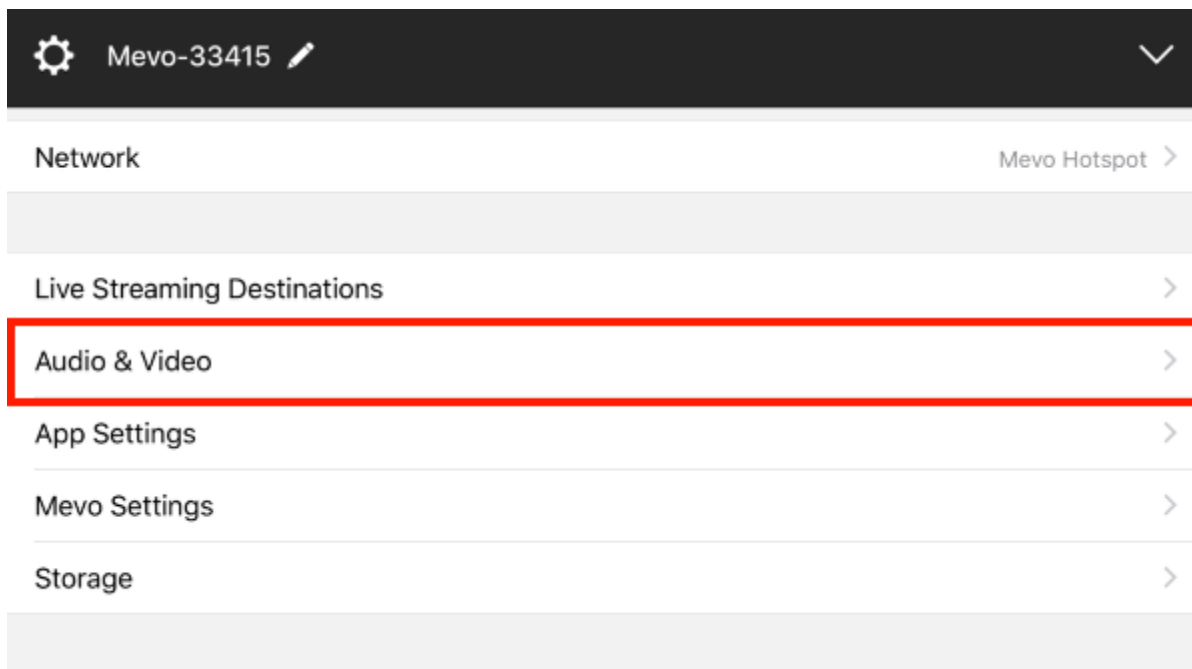 Mevo-33415
Network
Mevo Hotspot
Live Streaming Destinations
Audio & Video
App Settings
Mevo Settings
Storage